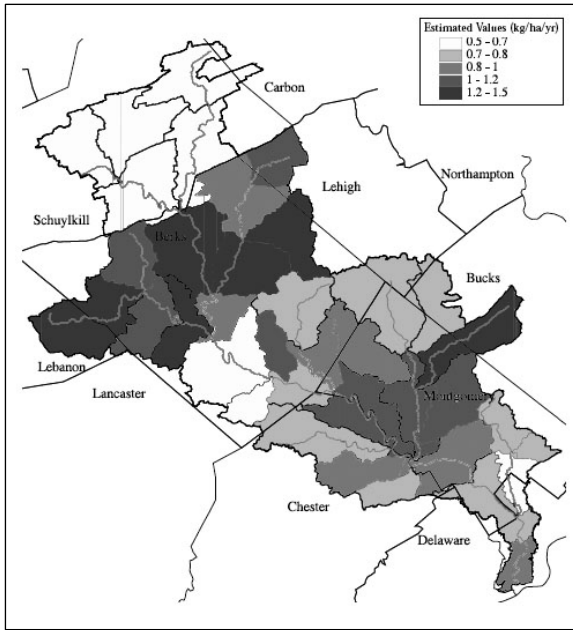 Estimated Values (kg/ha/yr)
0.5 - 0.7
0.7 - 0.8
0.8 - 1
1 - 1.2
1.2 - 1.5
Carbon
Northampton
Lehigh
Schuylkill
Berks
Bucks
Lebanon
Lancaster
Montgomery
Chester
Delaware